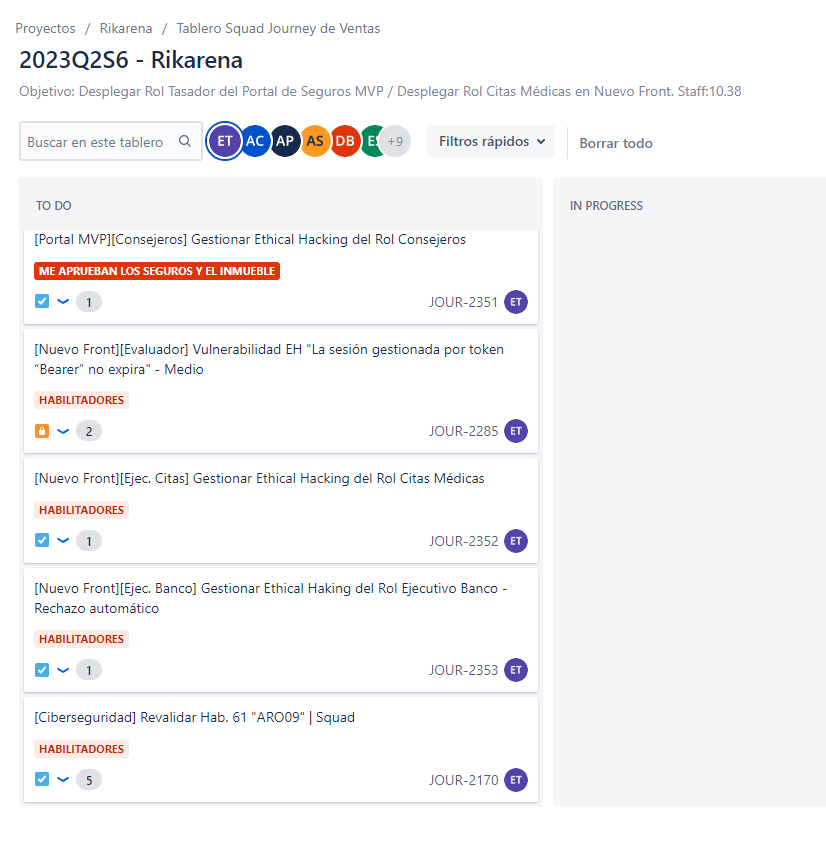 Proyectos / Rikarena / Tablero Squad Journey de Ventas
2023Q2S6 - Rikarena
Objetivo: Desplegar Rol Tasador del Portal de Seguros MVP / Desplegar Rol Citas Médicas en Nuevo Front. Staff:10.38
Buscar en este tablero ET AC AP AS DB ES +9 Filtros rápidos Borrar todo
TO DO
[Portal MVP][Consejeros] Gestionar Ethical Hacking del Rol Consejeros
ME APRUEBAN LOS SEGUROS Y EL INMUEBLE
1 JOUR-2351 ET
[Nuevo Front][Evaluador] Vulnerabilidad EH "La sesión gestionada por token
“Bearer” no expira" - Medio
HABILITADORES
2 JOUR-2285 ET
[Nuevo Front][Ejec. Citas] Gestionar Ethical Hacking del Rol Citas Médicas
HABILITADORES
1 JOUR-2352 ET
[Nuevo Front][Ejec. Banco] Gestionar Ethical Haking del Rol Ejecutivo Banco -
Rechazo automático
HABILITADORES
1 JOUR-2353 ET
[Ciberseguridad] Revalidar Hab. 61 "ARO09" | Squad
HABILITADORES
5 JOUR-2170 ET
IN PROGRESS